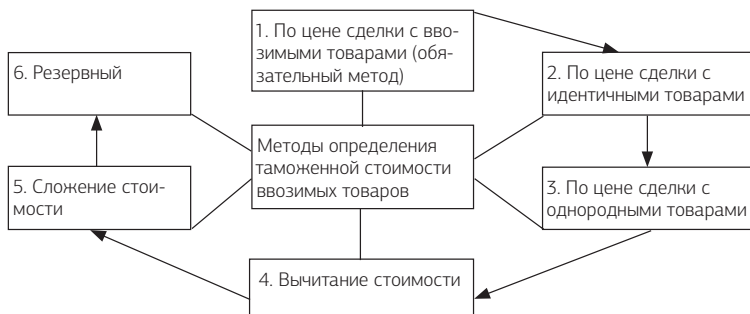 1. По цене сделки с вво-
зимыми товарами (обя-
зательный метод)
2. По цене сделки с
идентичными товарами
3. По цене сделки с
однородными товарами
4. Вычитание стоимости
5. Сложение стои-
мости
6. Резервный
Методы определения
таможенной стоимости
ввозимых товаров